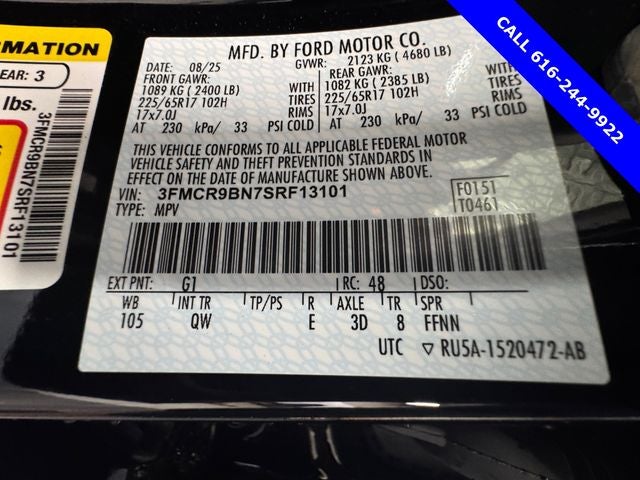 CALL 616-244-9922
ORMATION
EAR: 3
lbs.
3FMCR9BN7SRF13101
MFD. BY FORD MOTOR CO.
DATE: 08/25 GVWR: 2123 KG ( 4680 LB)
FRONT GAWR: REAR GAWR:
1089 KG ( 2400 LB) WITH 1082 KG ( 2385 LB) WITH
225/65R17 102H TIRES 225/65R17 102H TIRES
17x7.0J RIMS 17x7.0J RIMS
AT 230 kPa/ 33 PSI COLD AT 230 kPa/ 33 PSI COLD
THIS VEHICLE CONFORMS TO ALL APPLICABLE FEDERAL MOTOR
VEHICLE SAFETY AND THEFT PREVENTION STANDARDS IN
EFFECT ON THE DATE OF MANUFACTURE SHOWN ABOVE.
VIN: 3FMCR9BN7SRF13101 F0151
TYPE: MPV T0461
EXT PNT: G1 RC: 48 DSO:
WB INT TR TP/PS R AXLE TR SPR
105 QW E 3D 8 FFNN
UTC ▽ RU5A-1520472-AB